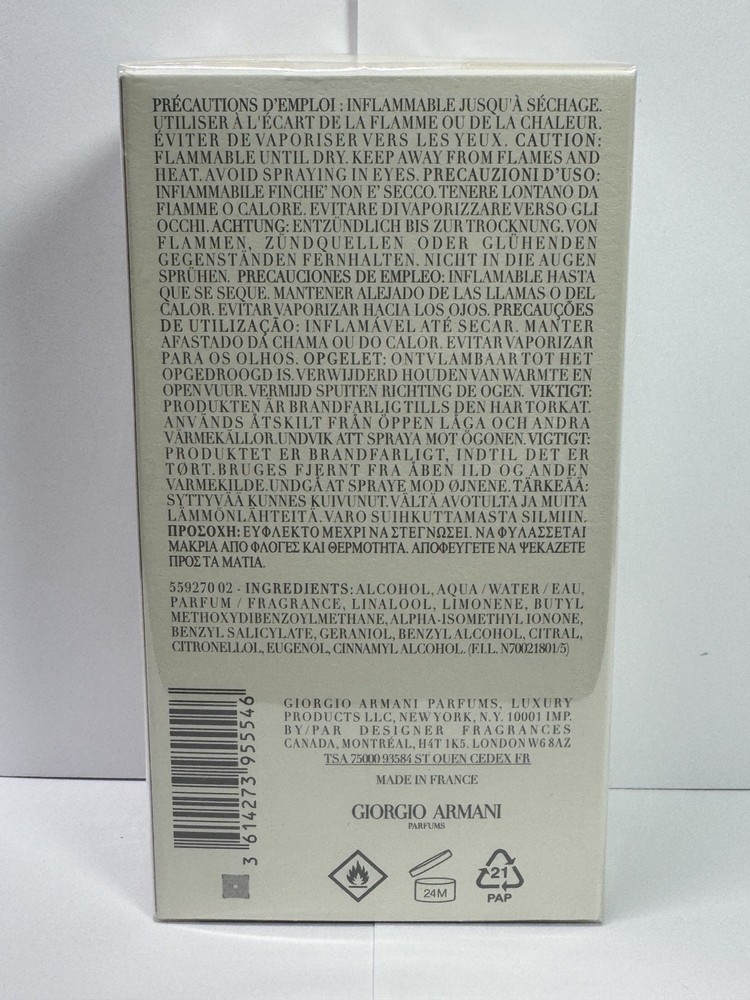 PRÉCAUTIONS D'EMPLOI : INFLAMMABLE JUSQU'À SÉCHAGE.
UTILISER À L'ÉCART DE LA FLAMME OU DE LA CHALEUR.
ÉVITER DE VAPORISER VERS LES YEUX. CAUTION:
FLAMMABLE UNTIL DRY. KEEP AWAY FROM FLAMES AND
HEAT. AVOID SPRAYING IN EYES. PRECAUZIONI D'USO:
INFIAMMABILE FINCHE' NON E' SECCO. TENERE LONTANO DA
FIAMME O CALORE. EVITARE DI VAPORIZZARE VERSO GLI
OCCHI. ACHTUNG: ENTZÜNDLICH BIS ZUR TROCKNUNG. VON
FLAMMEN, ZÜNDQUELLEN ODER GLÜHENDEN
GEGENSTÄNDEN FERNHALTEN. NICHT IN DIE AUGEN
SPRÜHEN. PRECAUCIONES DE EMPLEO: INFLAMABLE HASTA
QUE SE SEQUE. MANTENER ALEJADO DE LAS LLAMAS O DEL
CALOR. EVITAR VAPORIZAR HACIA LOS OJOS. PRECAUÇÕES
DE UTILIZAÇÃO: INFLAMÁVEL ATÉ SECAR. MANTER
AFASTADO DA CHAMA OU DO CALOR. EVITAR VAPORIZAR
PARA OS OLHOS. OPGELET: ONTVLAMBAAR TOT HET
OPGEDROOGD IS. VERWIJDERD HOUDEN VAN WARMTE EN
OPEN VUUR. VERMIJD SPUITEN RICHTING DE OGEN. VIKTIGT:
PRODUKTEN ÄR BRANDFARLIG TILLS DEN HAR TORKAT.
ANVÄNDS ÅTSKILT FRÅN ÖPPEN LÅGA OCH ANDRA
VÄRMEKÄLLOR. UNDVIK ATT SPRAYA MOT ÖGONEN. VIGTIGT:
PRODUKTET ER BRANDFARLIGT, INDTIL DET ER
TØRT. BRUGES FJERNT FRA ÅBEN ILD OG ANDEN
VARMEKILDE. UNDGÅ AT SPRAYE MOD ØJNENE. TÄRKEÄÄ:
SYTTYVÄÄ KUNNES KUIVUNUT. VÄLTÄ AVOTULTA JA MUITA
LÄMMÖNLÄHTEITÄ. VARO SUIHKUTTAMASTA SILMIIN.
ΠΡΟΣΟΧΗ: ΕΥΦΛΕΚΤΟ ΜΕΧΡΙ ΝΑ ΣΤΕΓΝΩΣΕΙ. ΝΑ ΦΥΛΑΣΣΕΤΑΙ
ΜΑΚΡΙΑ ΑΠΟ ΦΛΟΓΕΣ ΚΑΙ ΘΕΡΜΟΤΗΤΑ. ΑΠΟΦΕΥΓΕΤΕ ΝΑ ΨΕΚΑΖΕΤΕ
ΠΡΟΣ ΤΑ ΜΑΤΙΑ.
559270 02 - INGREDIENTS: ALCOHOL, AQUA / WATER / EAU,
PARFUM / FRAGRANCE, LINALOOL, LIMONENE, BUTYL
METHOXYDIBENZOYLMETHANE, ALPHA-ISOMETHYL IONONE,
BENZYL SALICYLATE, GERANIOL, BENZYL ALCOHOL, CITRAL,
CITRONELLOL, EUGENOL, CINNAMYL ALCOHOL. (F.I.L. N70021801/5)
GIORGIO ARMANI PARFUMS, LUXURY
PRODUCTS LLC, NEW YORK, N.Y. 10001 IMP.
BY/PAR DESIGNER FRAGRANCES
CANADA, MONTRÉAL, H4T 1K5. LONDON W6 8AZ
TSA 75000 93584 ST OUEN CEDEX FR
MADE IN FRANCE
GIORGIO ARMANI
PARFUMS
3 614273 955546
24M
21
PAP